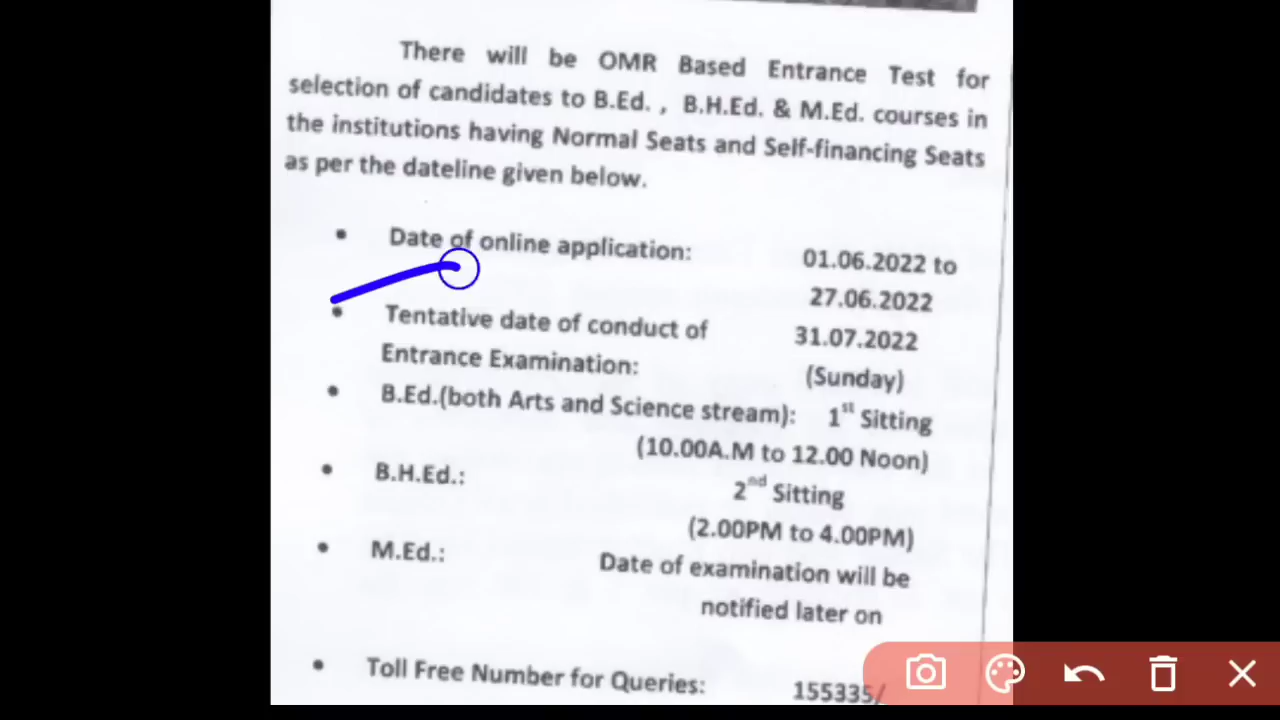 There will be OMR Based Entrance Test for
selection of candidates to B.Ed. , B.H.Ed. & M.Ed. courses in
the institutions having Normal Seats and Self-financing Seats
as per the dateline given below.
• Date of online application: 01.06.2022 to
27.06.2022
• Tentative date of conduct of 31.07.2022
Entrance Examination: (Sunday)
• B.Ed.(both Arts and Science stream): 1st Sitting
(10.00A.M to 12.00 Noon)
• B.H.Ed.: 2nd Sitting
(2.00PM to 4.00PM)
• M.Ed.: Date of examination will be
notified later on
• Toll Free Number for Queries: 155335/